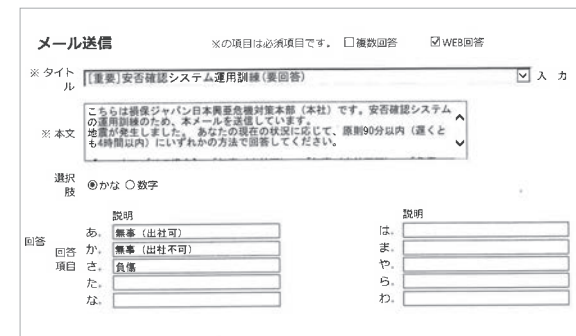 メール送信
※の項目は必須項目です。 □複数回答 ☑WEB回答
※ タイトル [重要]安否確認システム運用訓練(要回答) 入 力
※ 本文
こちらは損保ジャパン日本興亜危機対策本部（本社）です。安否確認システム
の運用訓練のため、本メールを送信しています。
地震が発生しました。 あなたの現在の状況に応じて、原則90分以内（遅くと
も4時間以内）にいずれかの方法で回答してください。
選択肢 ◉かな ○数字
回答
回答項目
説明
あ. 無事（出社可）
か. 無事（出社不可）
さ. 負傷
た.
な.
説明
は.
ま.
や.
ら.
わ.